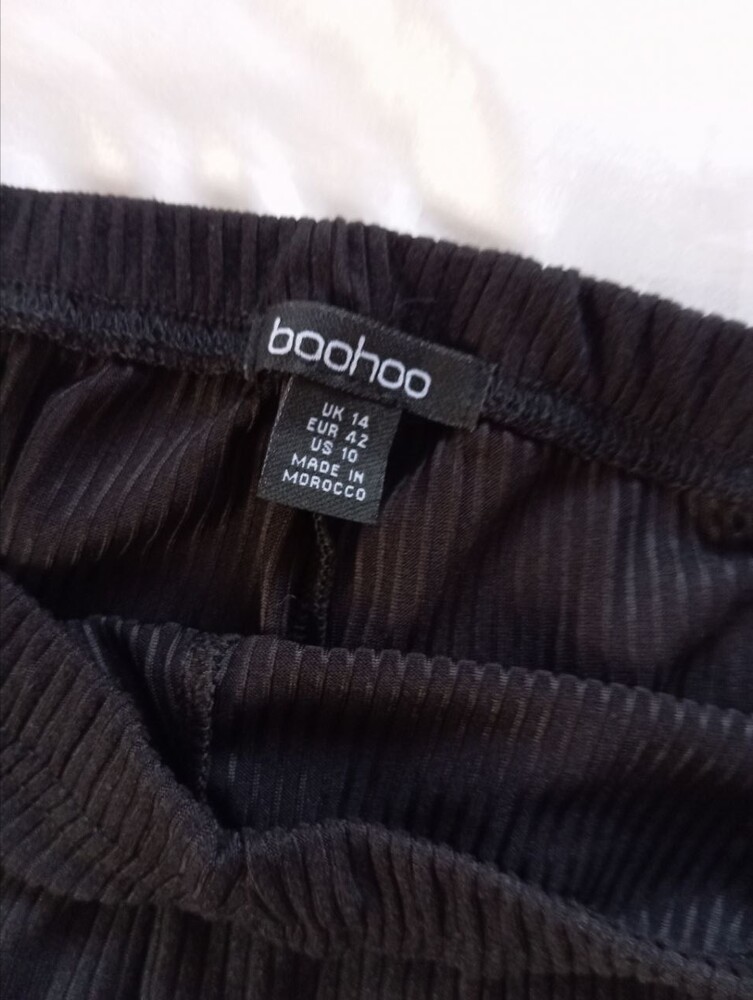 boohoo
UK 14
EUR 42
US 10
MADE IN
MOROCCO